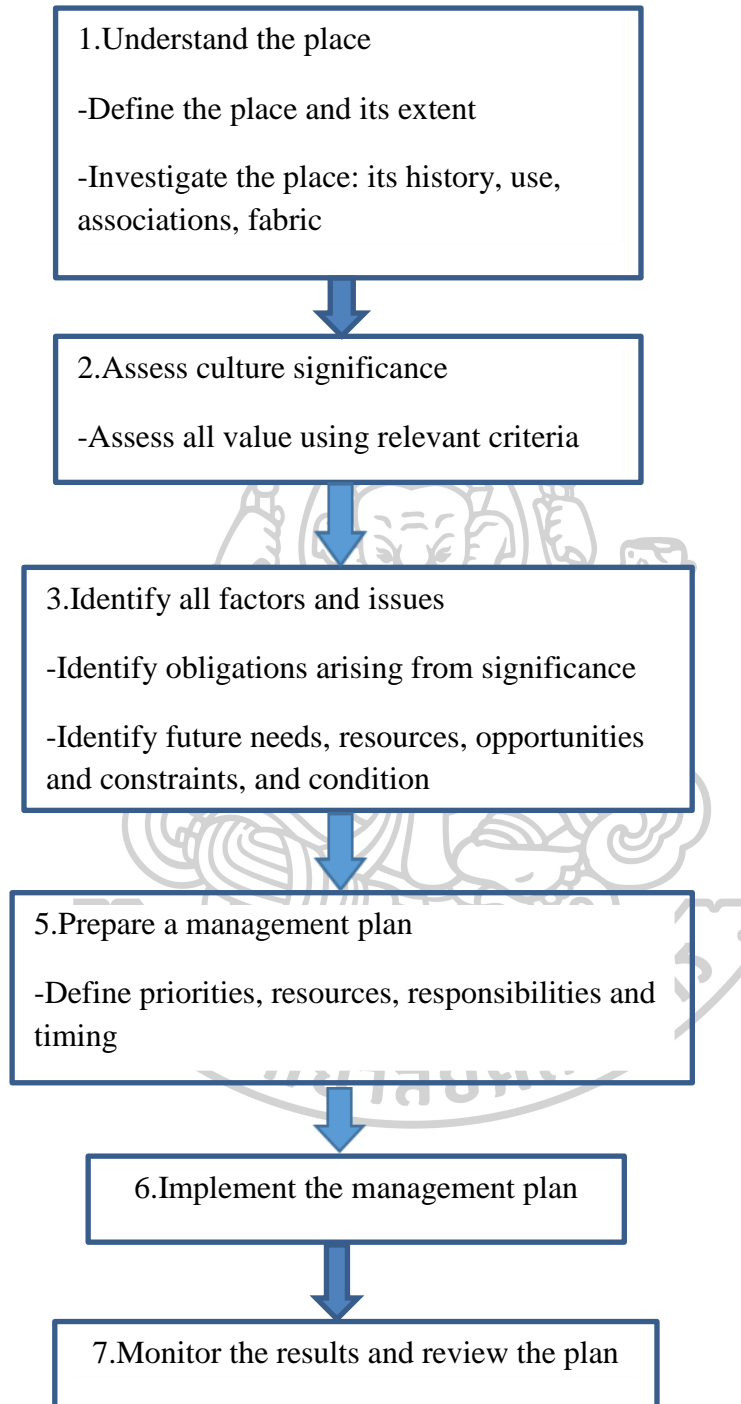 1.Understand the place
-Define the place and its extent
-Investigate the place: its history, use,
associations, fabric
2.Assess culture significance
-Assess all value using relevant criteria
3.Identify all factors and issues
-Identify obligations arising from significance
-Identify future needs, resources, opportunities
and constraints, and condition
5.Prepare a management plan
-Define priorities, resources, responsibilities and
timing
6.Implement the management plan
7.Monitor the results and review the plan